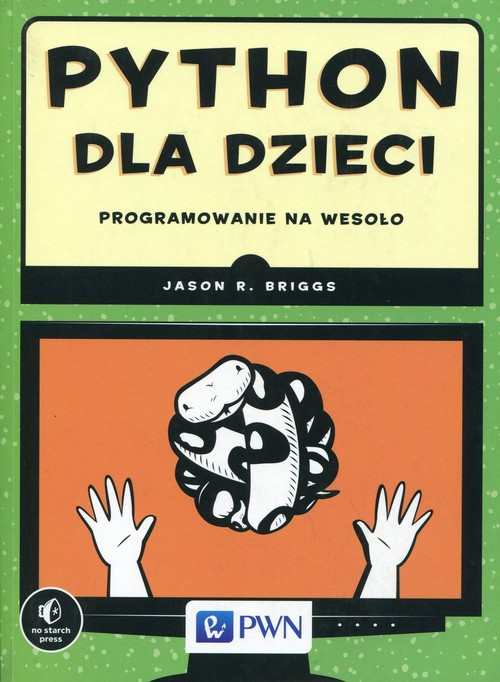 PYTHON
DLA DZIECI
PROGRAMOWANIE NA WESOŁO
JASON R. BRIGGS
no starch
press
PWN